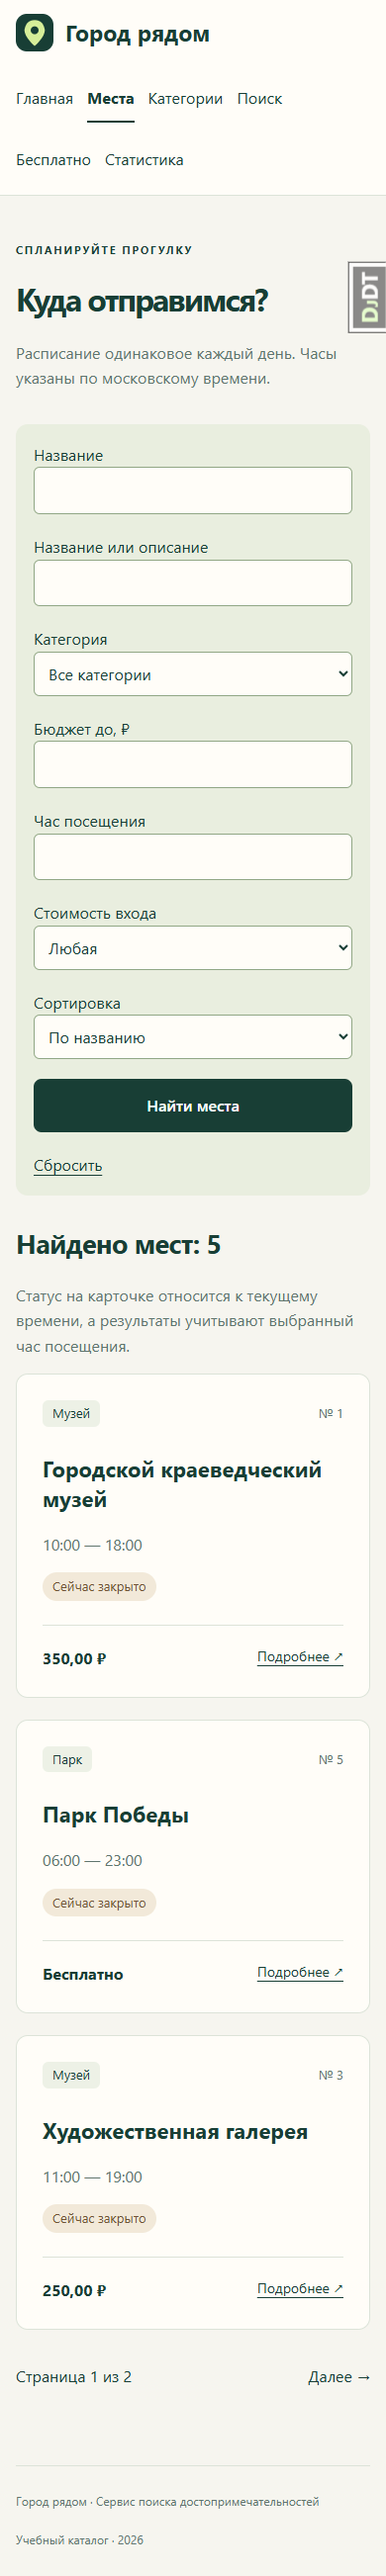 Город рядом
Главная Места Категории Поиск
Бесплатно Статистика
СПЛАНИРУЙТЕ ПРОГУЛКУ
Куда отправимся?
DJDT
Расписание одинаковое каждый день. Часы
указаны по московскому времени.
Название
Название или описание
Категория
Все категории
Бюджет до, ₽
Час посещения
Стоимость входа
Любая
Сортировка
По названию
Найти места
Сбросить
Найдено мест: 5
Статус на карточке относится к текущему
времени, а результаты учитывают выбранный
час посещения.
Музей № 1
Городской краеведческий
музей
10:00 — 18:00
Сейчас закрыто
350,00 ₽ Подробнее ↗
Парк № 5
Парк Победы
06:00 — 23:00
Сейчас закрыто
Бесплатно Подробнее ↗
Музей № 3
Художественная галерея
11:00 — 19:00
Сейчас закрыто
250,00 ₽ Подробнее ↗
Страница 1 из 2 Далее →
Город рядом · Сервис поиска достопримечательностей
Учебный каталог · 2026